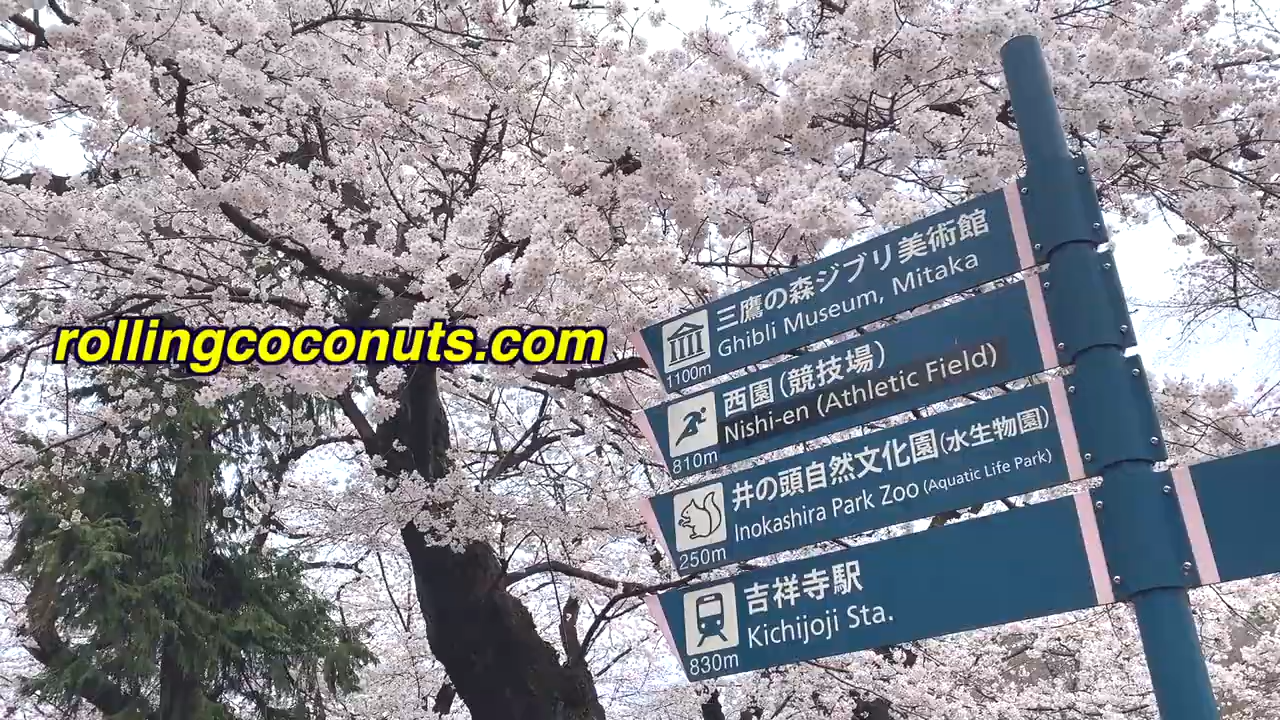 rollingcoconuts.com
三鷹の森ジブリ美術館
Ghibli Museum, Mitaka
1100m
西園(競技場)
Nishi-en (Athletic Field)
810m
井の頭自然文化園(水生物園)
Inokashira Park Zoo (Aquatic Life Park)
250m
吉祥寺駅
Kichijoji Sta.
830m